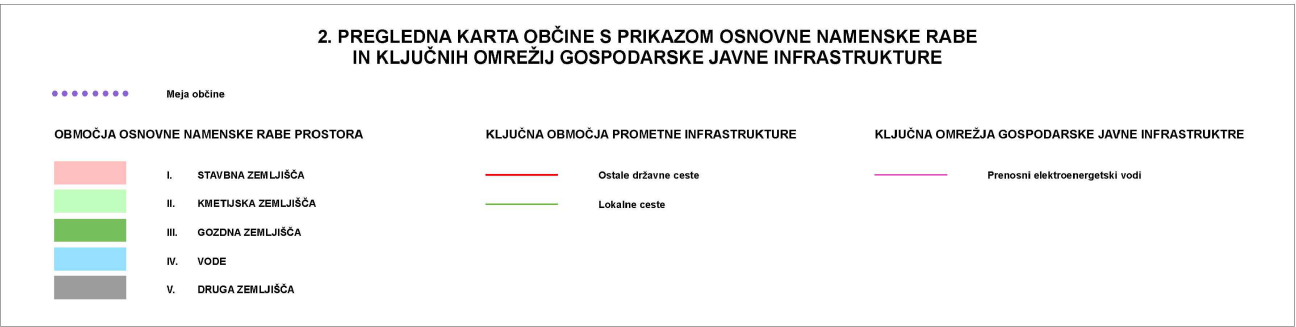 2. PREGLEDNA KARTA OBČINE S PRIKAZOM OSNOVNE NAMENSKE RABE
IN KLJUČNIH OMREŽIJ GOSPODARSKE JAVNE INFRASTRUKTURE
Meja občine
OBMOČJA OSNOVNE NAMENSKE RABE PROSTORA
I. STAVBNA ZEMLJIŠČA
II. KMETIJSKA ZEMLJIŠČA
III. GOZDNA ZEMLJIŠČA
IV. VODE
V. DRUGA ZEMLJIŠČA
KLJUČNA OBMOČJA PROMETNE INFRASTRUKTURE
Ostale državne ceste
Lokalne ceste
KLJUČNA OMREŽJA GOSPODARSKE JAVNE INFRASTRUKTRE
Prenosni elektroenergetski vodi